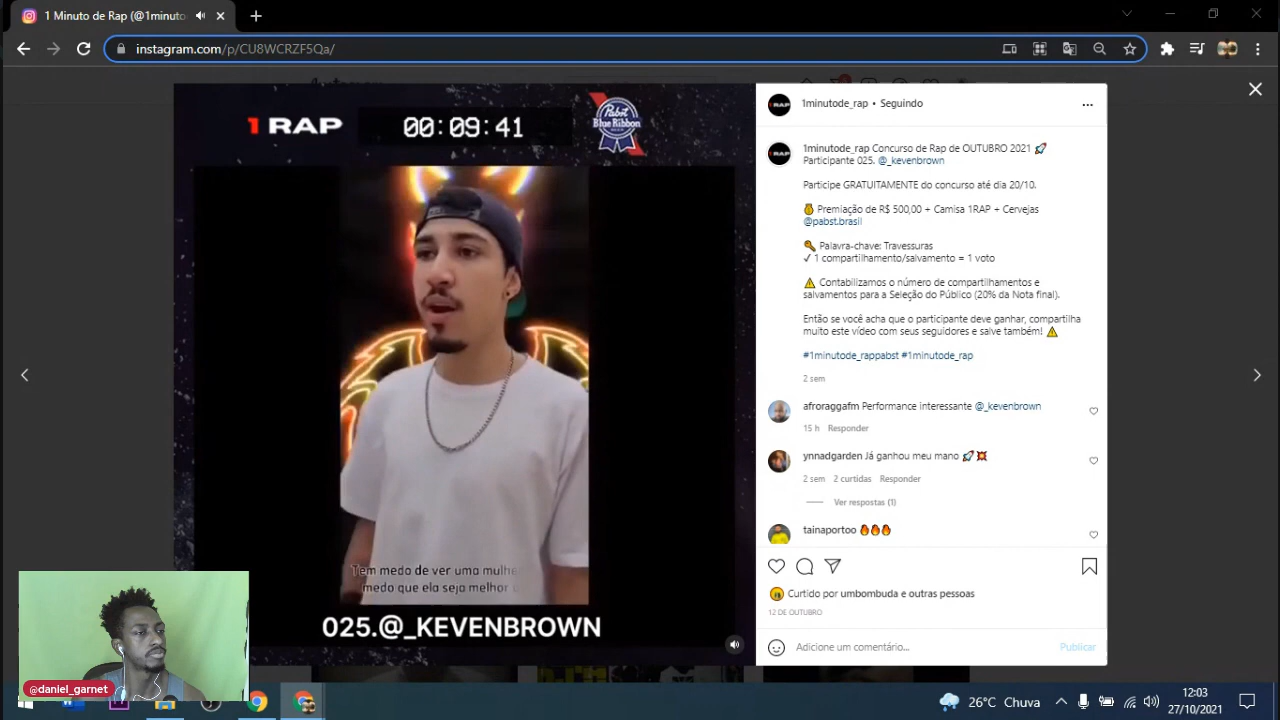 1 Minuto de Rap (@1minuto
instagram.com/p/CU8WCRZF5Qa/
1 RAP
00:09:41
Pabst
Blue Ribbon
Tem medo de ver uma mulhe
medo que ela seja melhor
025.@_KEVENBROWN
@daniel_garnet
1minutode_rap • Seguindo
1minutode_rap Concurso de Rap de OUTUBRO 2021 🚀
Participante 025. @_kevenbrown
Participe GRATUITAMENTE do concurso até dia 20/10.
🏅 Premiação de R$ 500,00 + Camisa 1RAP + Cervejas
@pabst.brasil
🔑 Palavra-chave: Travessuras
✓ 1 compartilhamento/salvamento = 1 voto
⚠️ Contabilizamos o número de compartilhamentos e
salvamentos para a Seleção do Público (20% da Nota final).
Então se você acha que o participante deve ganhar, compartilha
muito este vídeo com seus seguidores e salve também! ⚠️
#1minutode_rappabst #1minutode_rap
2 sem
afroraggafm Performance interessante @_kevenbrown
15 h Responder
ynnadgarden Já ganhou meu mano 🚀💥
2 sem 2 curtidas Responder
Ver respostas (1)
tainaportoo 🔥🔥🔥
Curtido por umbombuda e outras pessoas
12 DE OUTUBRO
Adicione um comentário...
Publicar
26°C Chuva
12:03
27/10/2021